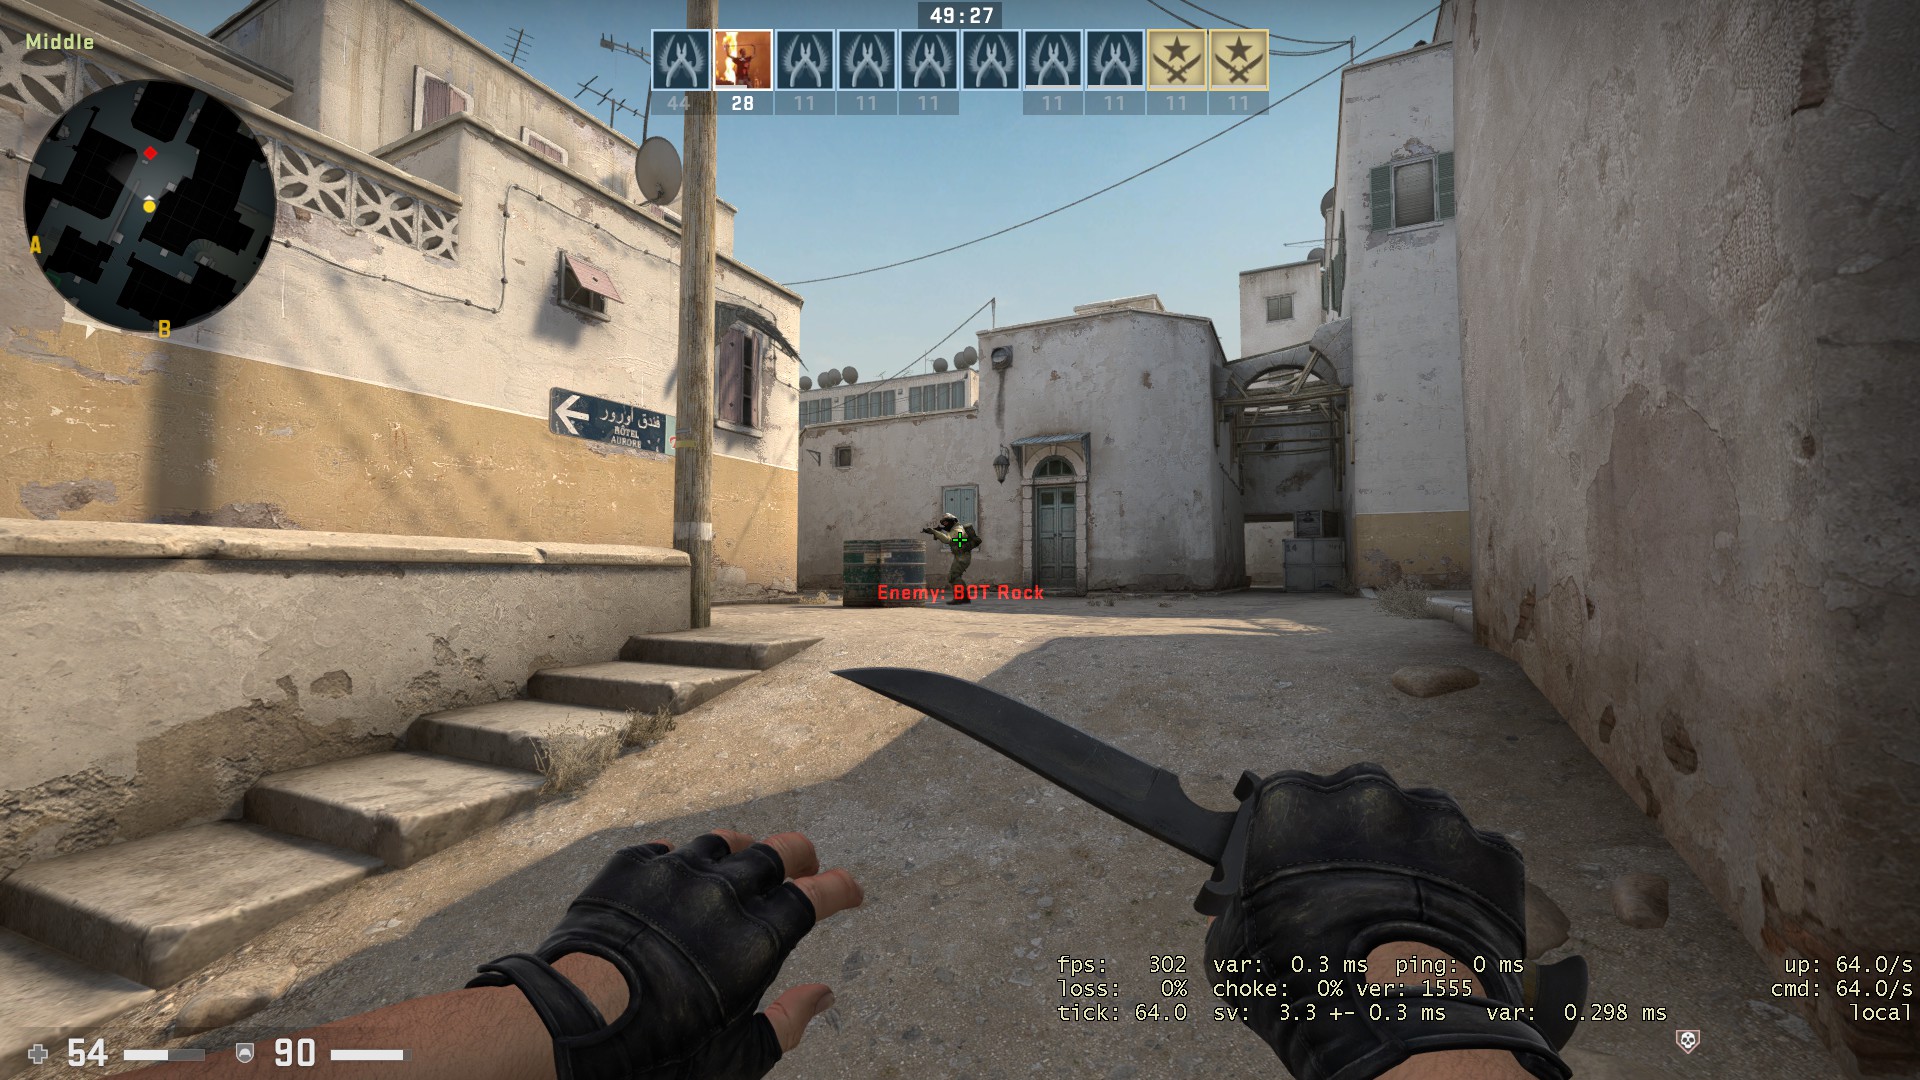 49:27
Middle
44 28 11 11 11 11 11 11 11
A
B
فندق أورور
HÔTEL
AURORE
Enemy: BOT Rock
fps: 302 var: 0.3 ms ping: 0 ms
up: 64.0/s
loss: 0% choke: 0% ver: 1555
cmd: 64.0/s
tick: 64.0 sv: 3.3 +- 0.3 ms var: 0.298 ms
local
54
90